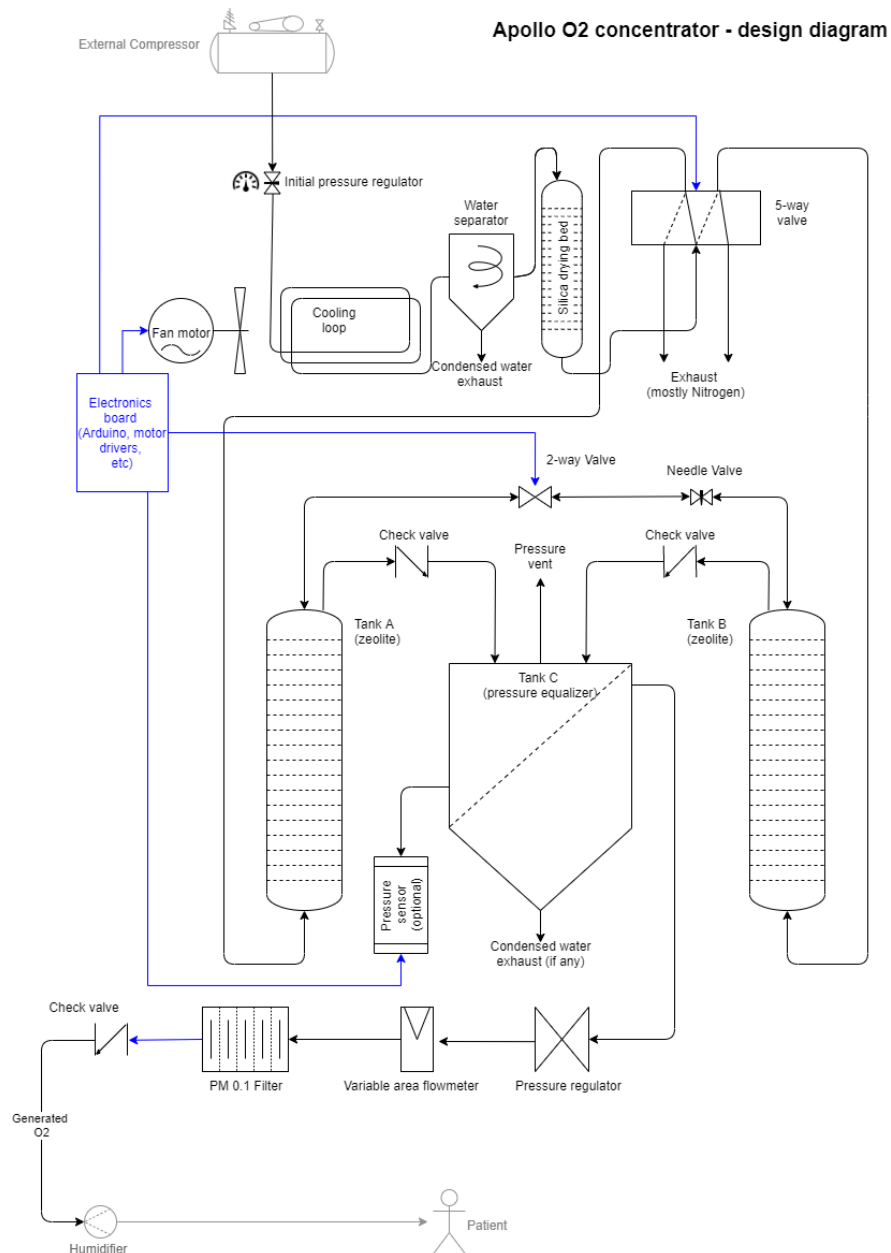 Apollo O2 concentrator - design diagram
External Compressor
Initial pressure regulator
Water
separator
Silica drying bed
5-way
valve
Cooling
loop
Fan motor
Condensed water
exhaust
Exhaust
(mostly Nitrogen)
Electronics
board
(Arduino, motor
drivers,
etc)
2-way Valve
Needle Valve
Check valve
Pressure
vent
Check valve
Tank A
(zeolite)
Tank B
(zeolite)
Tank C
(pressure equalizer)
Pressure
sensor
(optional)
Condensed water
exhaust (if any)
Check valve
PM 0.1 Filter
Variable area flowmeter
Pressure regulator
Generated
O2
Humidifier
Patient